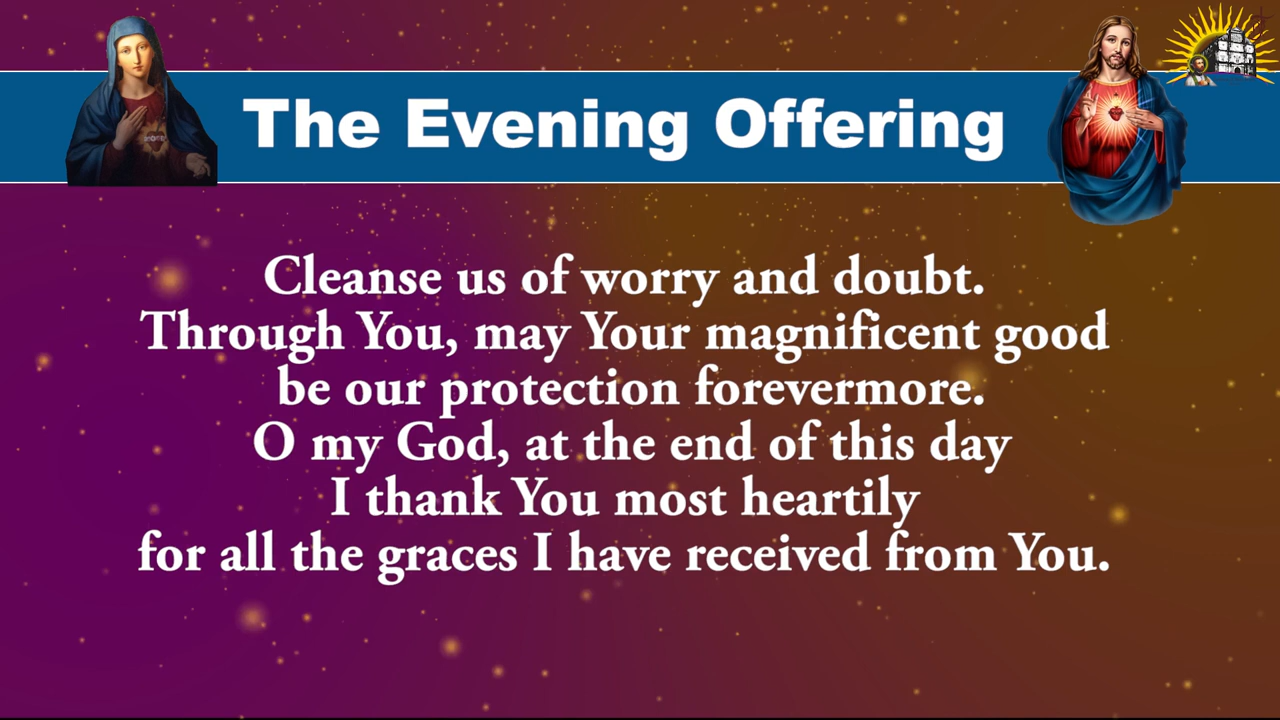 The Evening Offering
Cleanse us of worry and doubt.
Through You, may Your magnificent good
be our protection forevermore.
O my God, at the end of this day
I thank You most heartily
for all the graces I have received from You.